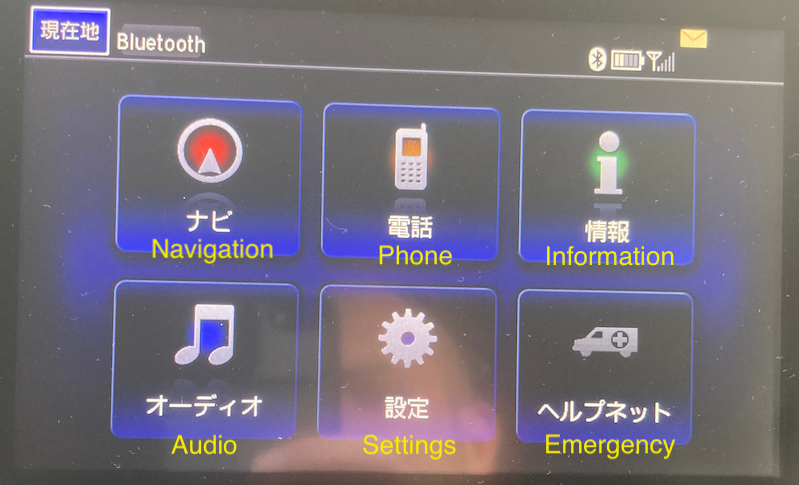 現在地
Bluetooth
ナビ
Navigation
電話
Phone
情報
Information
オーディオ
Audio
設定
Settings
ヘルプネット
Emergency